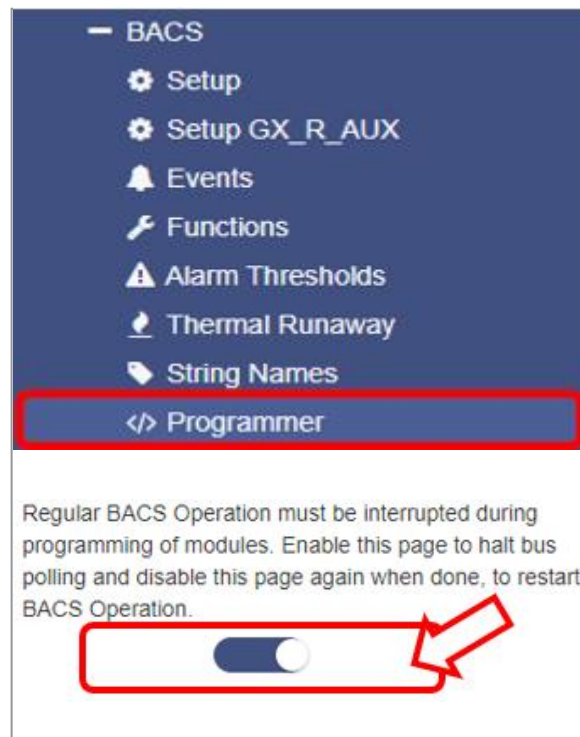 BACS
Setup
Setup GX_R_AUX
Events
Functions
Alarm Thresholds
Thermal Runaway
String Names
</> Programmer
Regular BACS Operation must be interrupted during
programming of modules. Enable this page to halt bus
polling and disable this page again when done, to restart
BACS Operation.